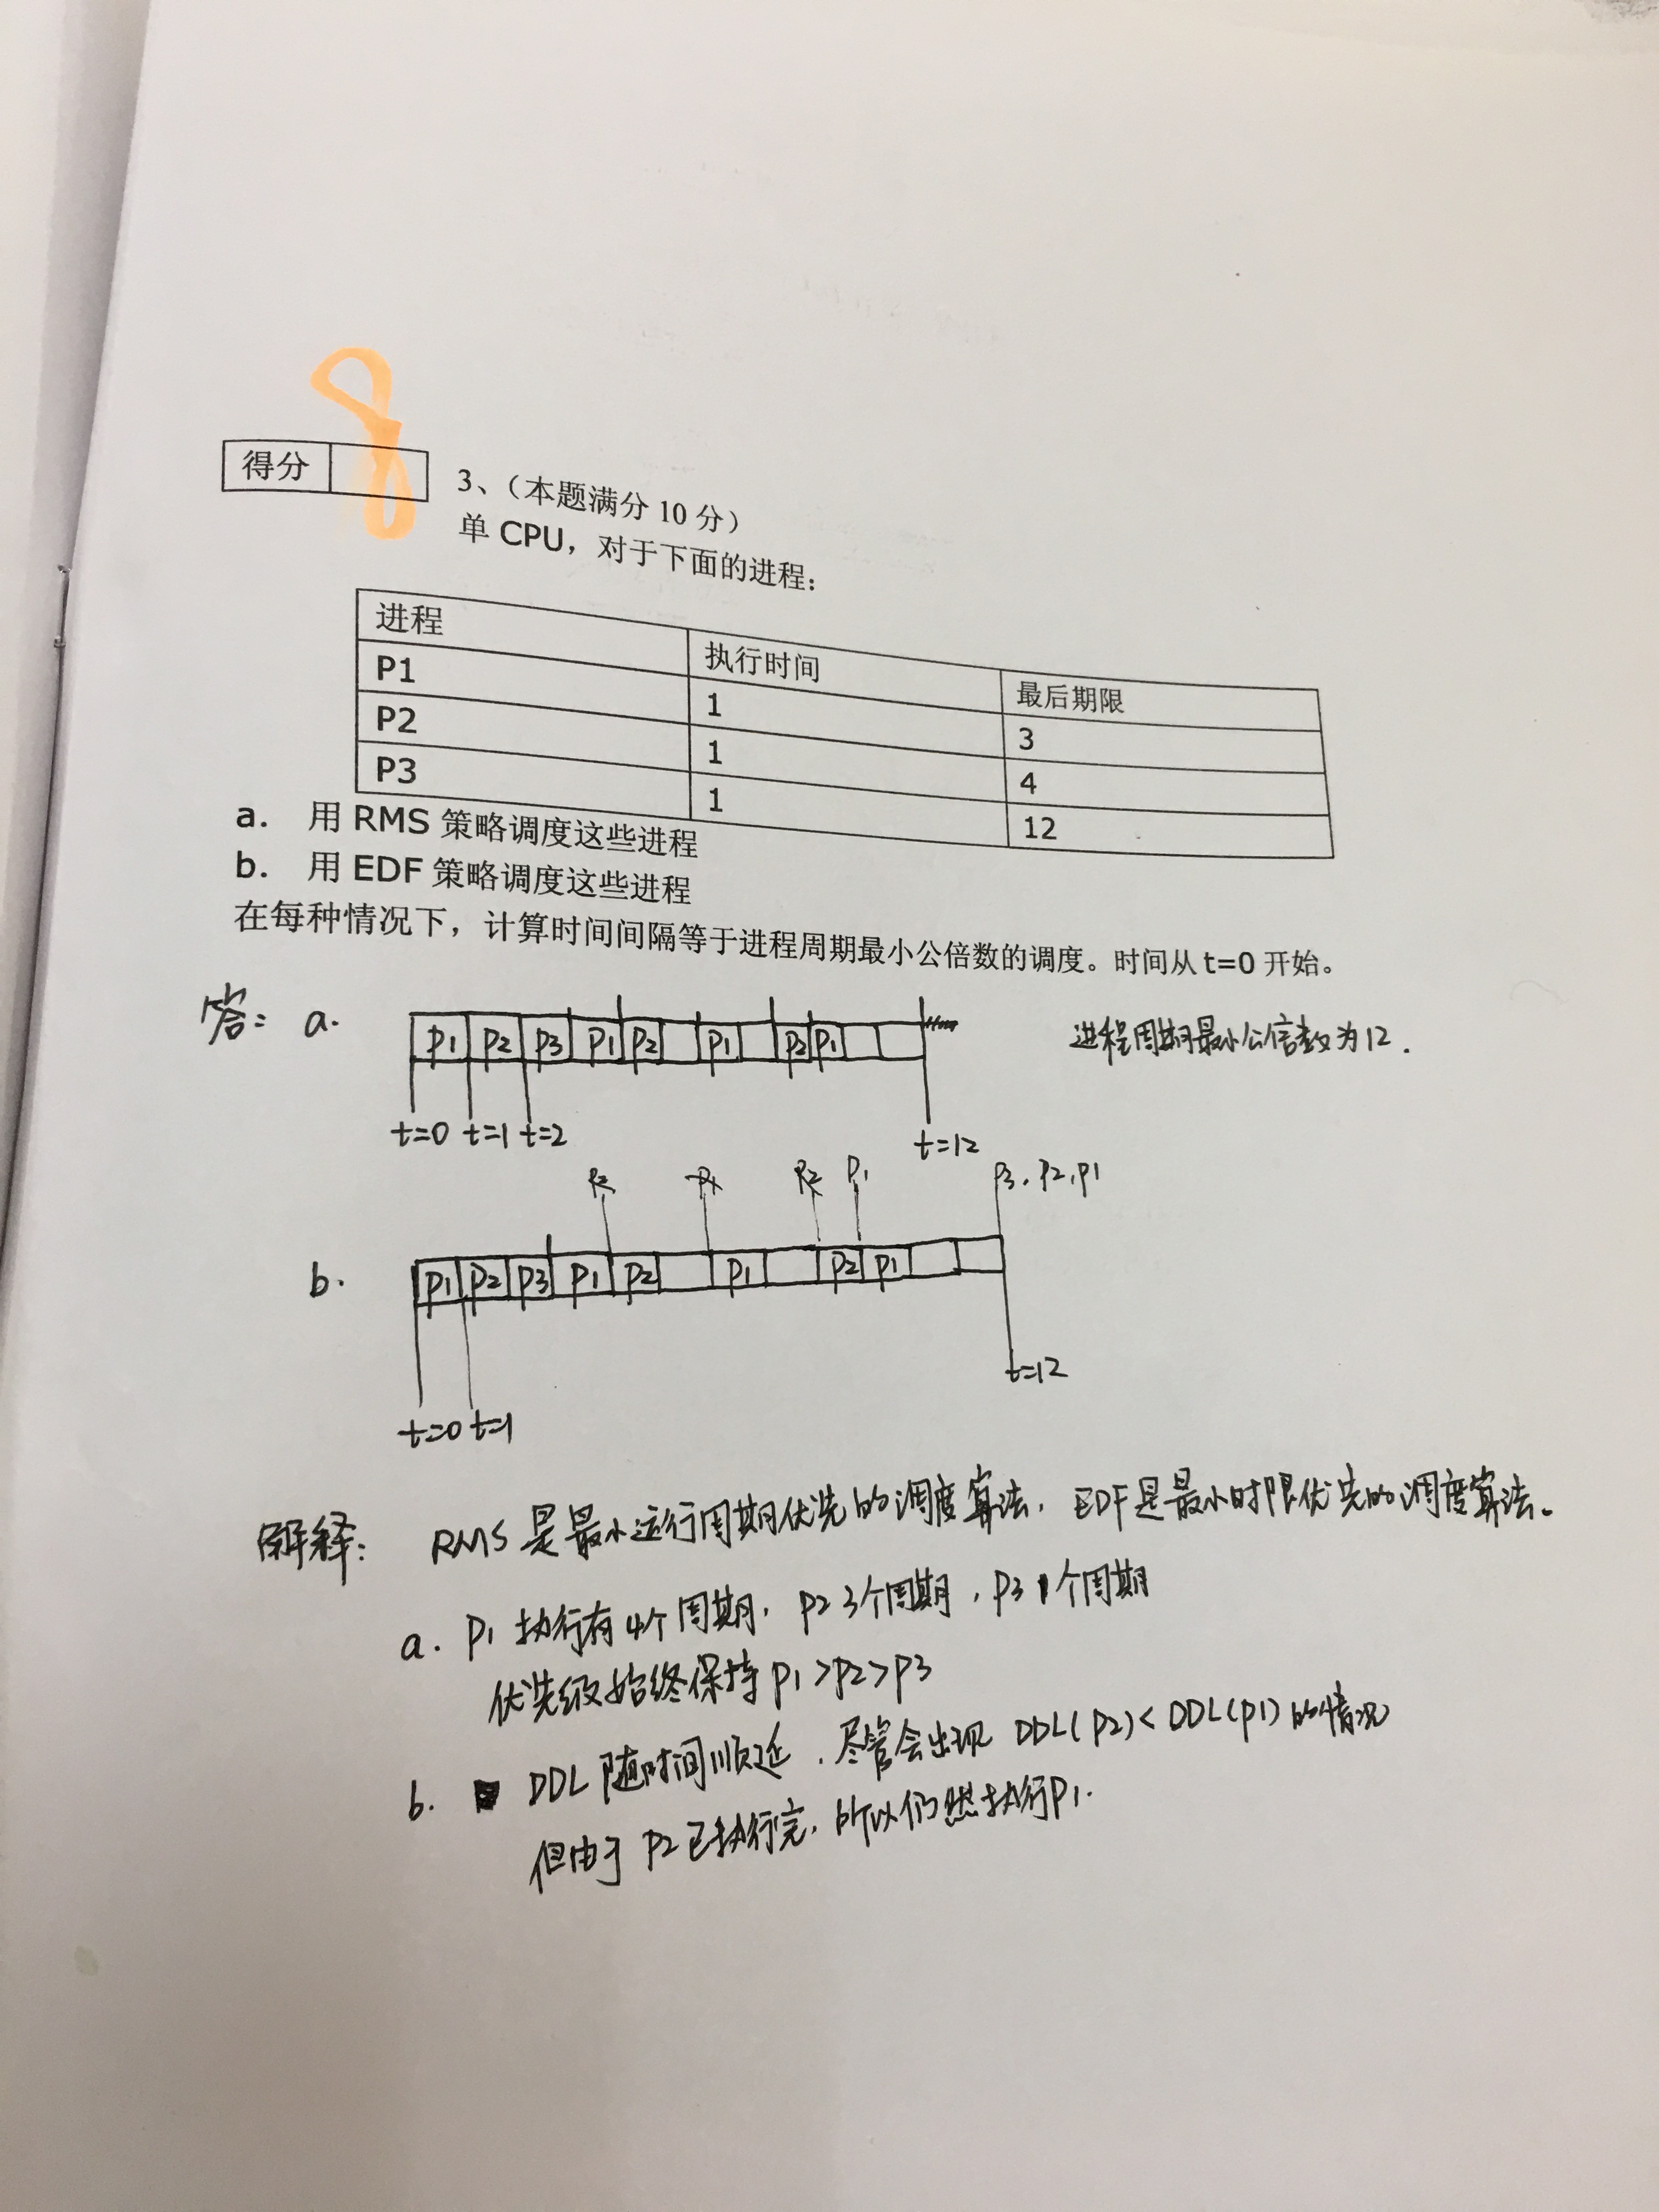 8
得分
3、（本题满分 10 分）
单 CPU，对于下面的进程：
进程 执行时间 最后期限
P1 1 3
P2 1 4
P3 1 12
a. 用 RMS 策略调度这些进程
b. 用 EDF 策略调度这些进程
在每种情况下，计算时间间隔等于进程周期最小公倍数的调度。时间从 t=0 开始。
答: a. P1 P2 P3 P1 P2 P1 P2 P1 进程周期最小公倍数为12.
t=0 t=1 t=2 t=12
P2 P1 P2 P1 P3. P2. P1
b. P1 P2 P3 P1 P2 P1 P2 P1
t=12
t=0 t=1
解释: RMS 是最小运行周期优先的调度算法, EDF是最小时限优先的调度算法。
a. P1 执行有4个周期, P2 3个周期, P3 1个周期
优先级始终保持 P1>P2>P3
b. DDL 随时间顺延, 尽管会出现 DDL(P2)<DDL(P1) 的情况
但由于 P2已执行完, 所以仍然执行P1.